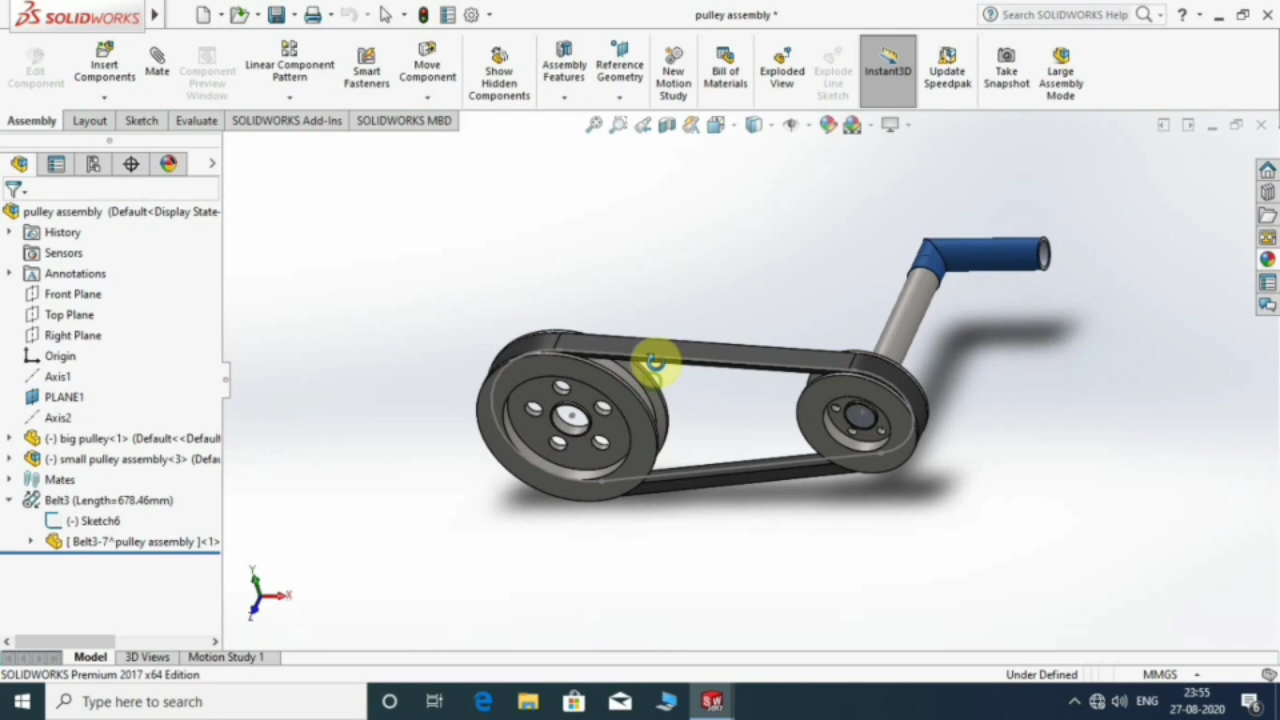 SOLIDWORKS
pulley assembly *
Search SOLIDWORKS Help
?
Edit Component
Insert Components
Mate
Component Preview Window
Linear Component Pattern
Smart Fasteners
Move Component
Show Hidden Components
Assembly Features
Reference Geometry
New Motion Study
Bill of Materials
Exploded View
Explode Line Sketch
Instant3D
Update Speedpak
Take Snapshot
Large Assembly Mode
Assembly
Layout
Sketch
Evaluate
SOLIDWORKS Add-Ins
SOLIDWORKS MBD
pulley assembly (Default<Display State-
History
Sensors
Annotations
Front Plane
Top Plane
Right Plane
Origin
Axis1
PLANE1
Axis2
(-) big pulley<1> (Default<<Default
(-) small pulley assembly<3> (Defau
Mates
Belt3 (Length=678.46mm)
(-) Sketch6
[ Belt3-7^pulley assembly ]<1>
Y
X
Z
Model
3D Views
Motion Study 1
SOLIDWORKS Premium 2017 x64 Edition
Under Defined
MMGS
Type here to search
SW
2017
ENG
23:55
27-08-2020
6